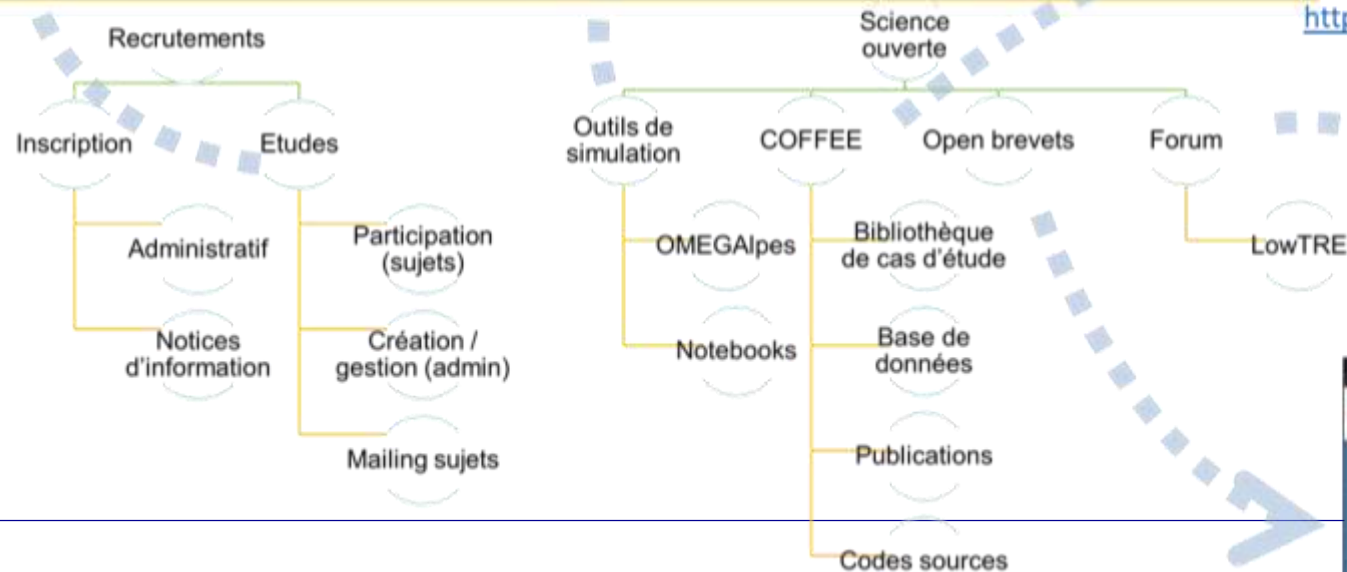 Recrutements
Inscription
Etudes
Administratif
Notices
d'information
Participation
(sujets)
Création /
gestion (admin)
Mailing sujets
Science
ouverte
http
Outils de
simulation
COFFEE
Open brevets
Forum
OMEGAlpes
Notebooks
Bibliothèque
de cas d'étude
Base de
données
Publications
Codes sources
LowTRE